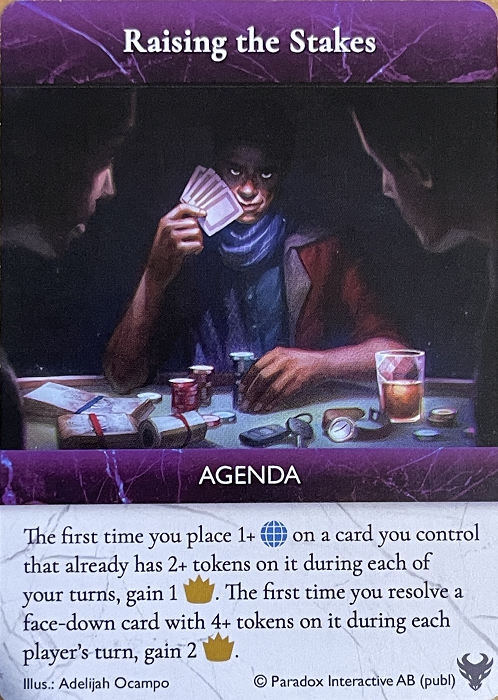 Raising the Stakes
AGENDA
The first time you place 1+ on a card you control
that already has 2+ tokens on it during each of
your turns, gain 1 . The first time you resolve a
face-down card with 4+ tokens on it during each
player's turn, gain 2 .
Illus.: Adelijah Ocampo © Paradox Interactive AB (publ)